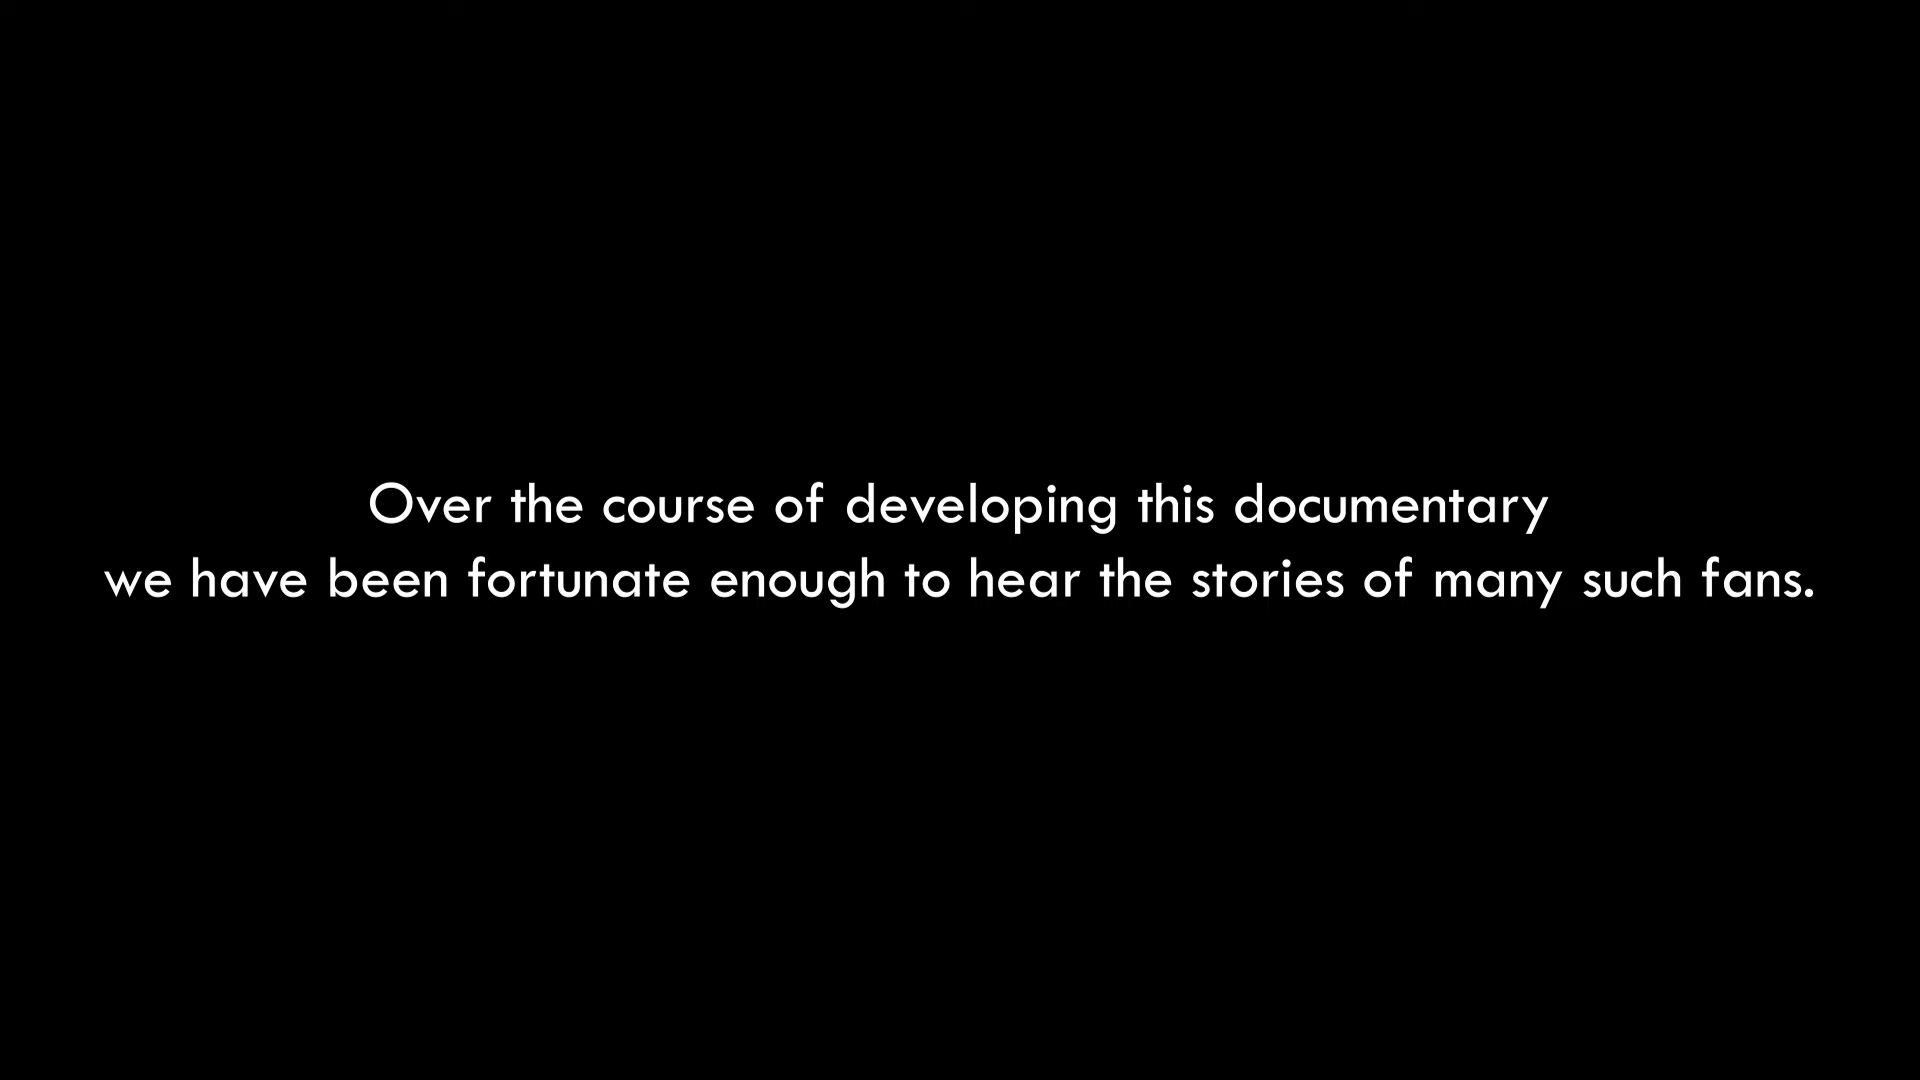 Over the course of developing this documentary
we have been fortunate enough to hear the stories of many such fans.